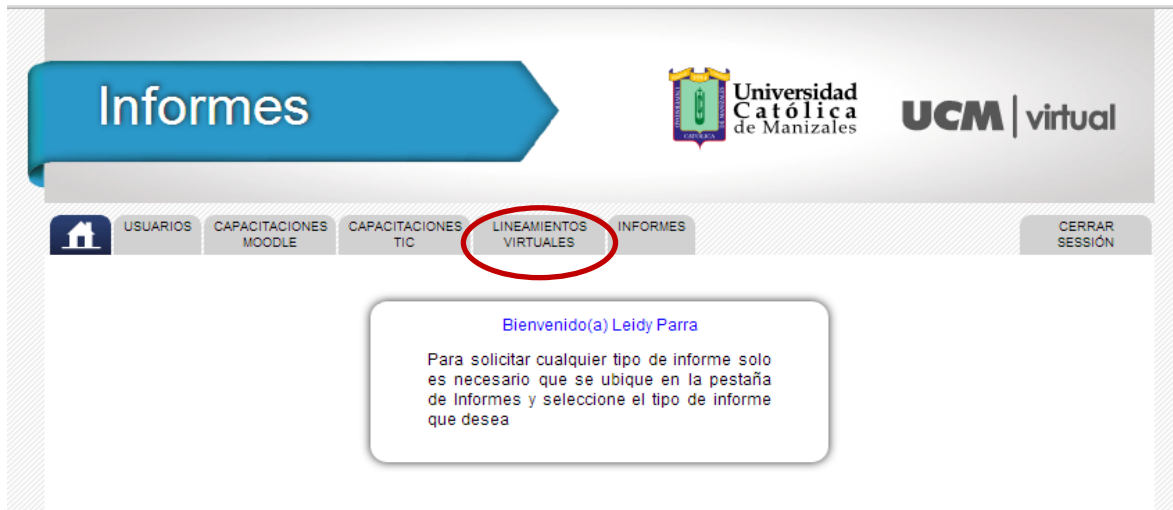 Informes
Universidad
Católica
de Manizales
UCM | virtual
USUARIOS
CAPACITACIONES
MOODLE
CAPACITACIONES
TIC
LINEAMIENTOS
VIRTUALES
INFORMES
CERRAR
SESSIÓN
Bienvenido(a) Leidy Parra
Para solicitar cualquier tipo de informe solo
es necesario que se ubique en la pestaña
de Informes y seleccione el tipo de informe
que desea